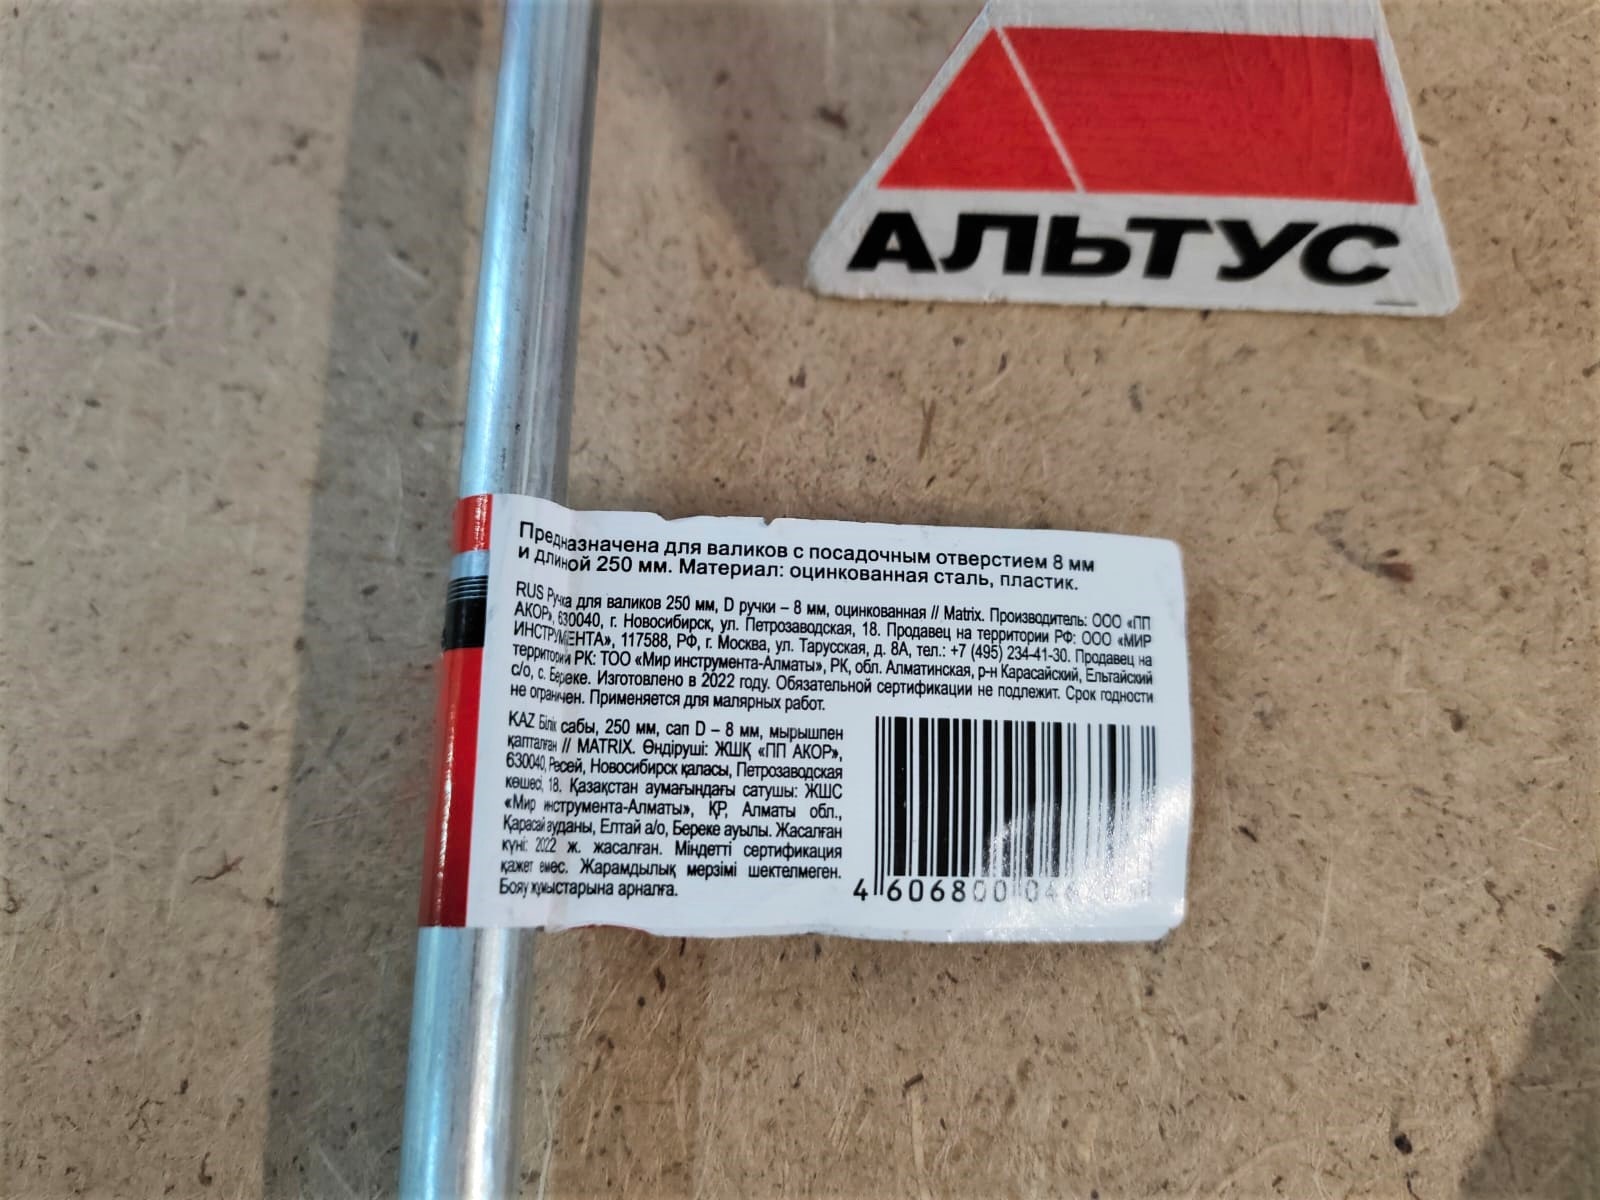 АЛЬТУС
Предназначена для валиков с посадочным отверстием 8 мм
и длиной 250 мм. Материал: оцинкованная сталь, пластик.
RUS Ручка для валиков 250 мм, D ручки – 8 мм, оцинкованная // Matrix. Производитель: ООО «ПП
АКОР», 630040, г. Новосибирск, ул. Петрозаводская, 18. Продавец на территории РФ: ООО «МИР
ИНСТРУМЕНТА», 117588, РФ, г. Москва, ул. Тарусская, д. 8А, тел.: +7 (495) 234-41-30. Продавец на
территории РК: ТОО «Мир инструмента-Алматы», РК, обл. Алматинская, р-н Карасайский, Ельтайский
с/о, с. Береке. Изготовлено в 2022 году. Обязательной сертификации не подлежит. Срок годности
не ограничен. Применяется для малярных работ.
KAZ Білік сабы, 250 мм, сап D – 8 мм, мырышпен
қапталған // MATRIX. Өндіруші: ЖШҚ «ПП АКОР»,
630040, Ресей, Новосибирск қаласы, Петрозаводская
көшесі, 18. Қазақстан аумағындағы сатушы: ЖШС
«Мир инструмента-Алматы», ҚР, Алматы обл.,
Қарасай ауданы, Елтай а/о, Береке ауылы. Жасалған
күні: 2022 ж. жасалған. Міндетті сертификация
қажет емес. Жарамдылық мерзімі шектелмеген.
Бояу жұмыстарына арналға.
4 606800 04